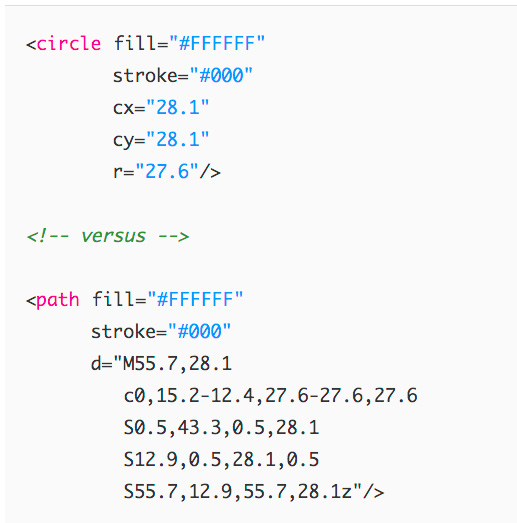 <circle fill="#FFFFFF"
stroke="#000"
cx="28.1"
cy="28.1"
r="27.6"/>
<!-- versus -->
<path fill="#FFFFFF"
stroke="#000"
d="M55.7,28.1
c0,15.2-12.4,27.6-27.6,27.6
S0.5,43.3,0.5,28.1
S12.9,0.5,28.1,0.5
S55.7,12.9,55.7,28.1z"/>